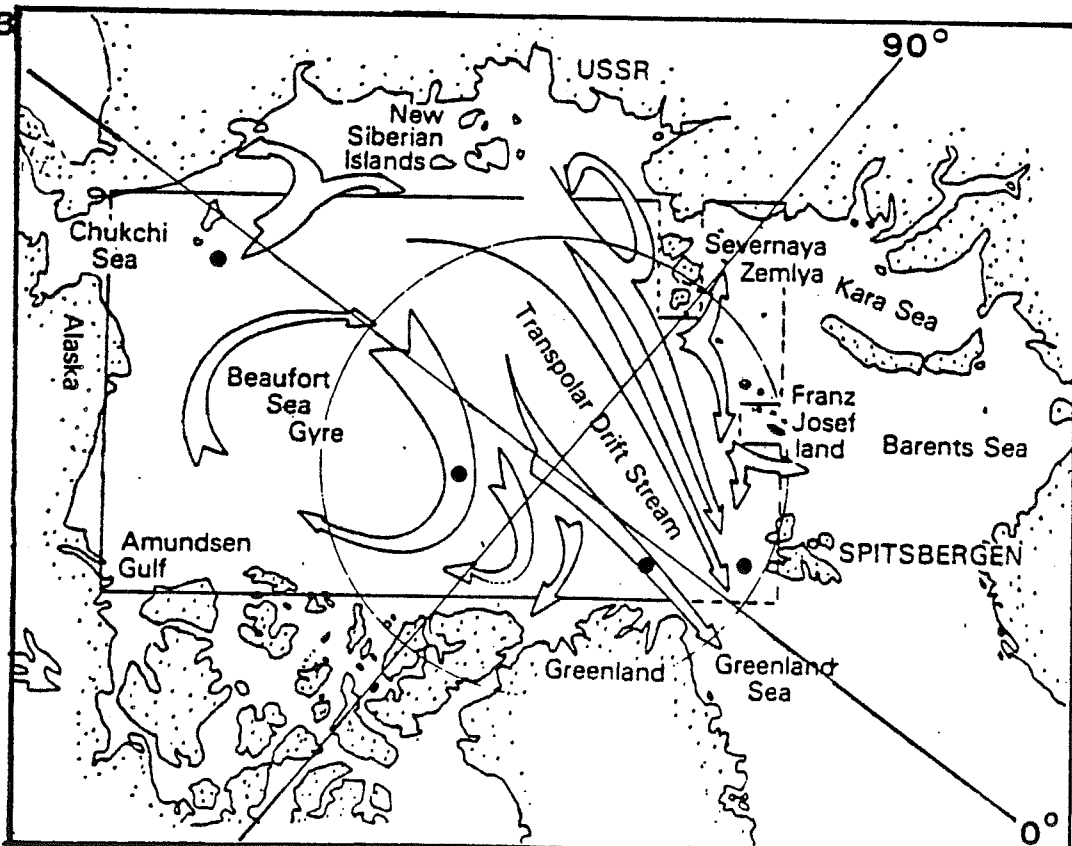 90°
USSR
New
Siberian
Islands
Chukchi
Sea
Severnaya
Zemlya
Kara Sea
Alaska
Transpolar Drift Stream
Beaufort
Sea
Gyre
Franz
Josef
land
Barents Sea
Amundsen
Gulf
SPITSBERGEN
Greenland
Greenland
Sea
0°